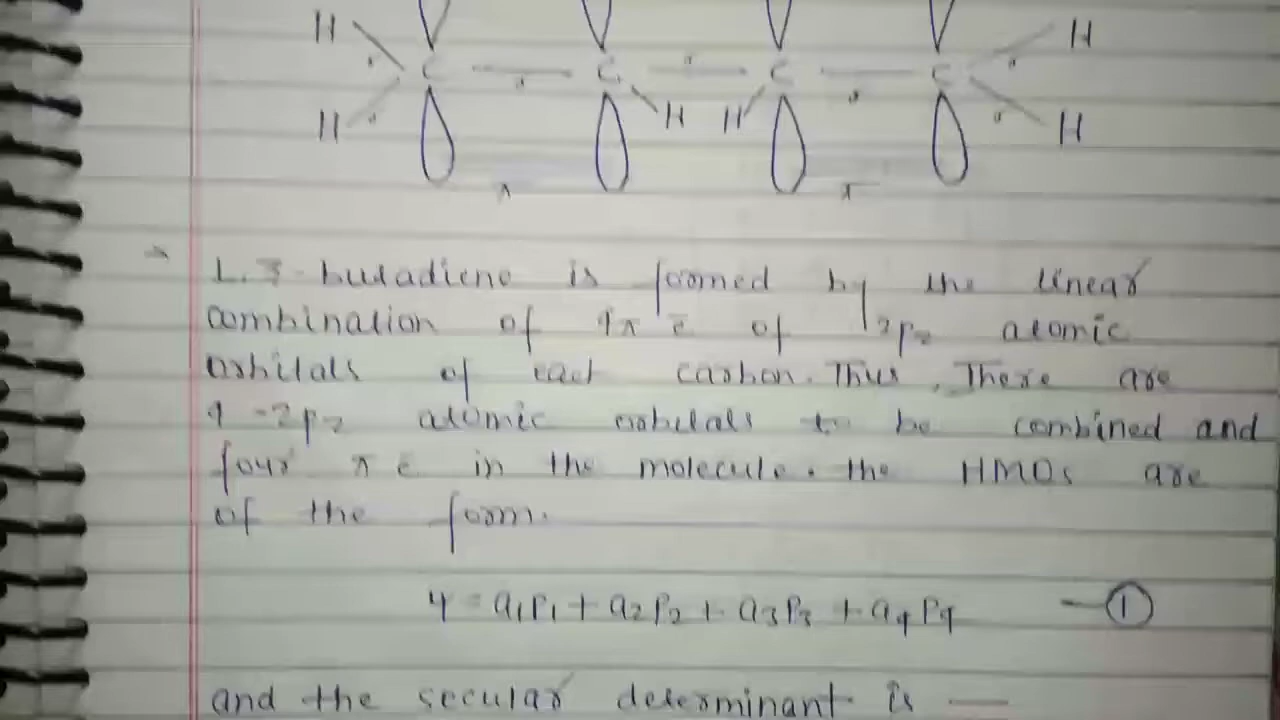 H H
C C C C
H H H H
π π
1.3-butadiene is formed by the linear
combination of 4π ē of 2pz atomic
orbitals of each carbon. Thus, There are
4-2pz atomic orbitals to be combined and
four π ē in the molecule. the HMOs are
of the form.
Ψ = a1P1 + a2P2 + a3P3 + a4P4 — 1
and the secular determinant is —